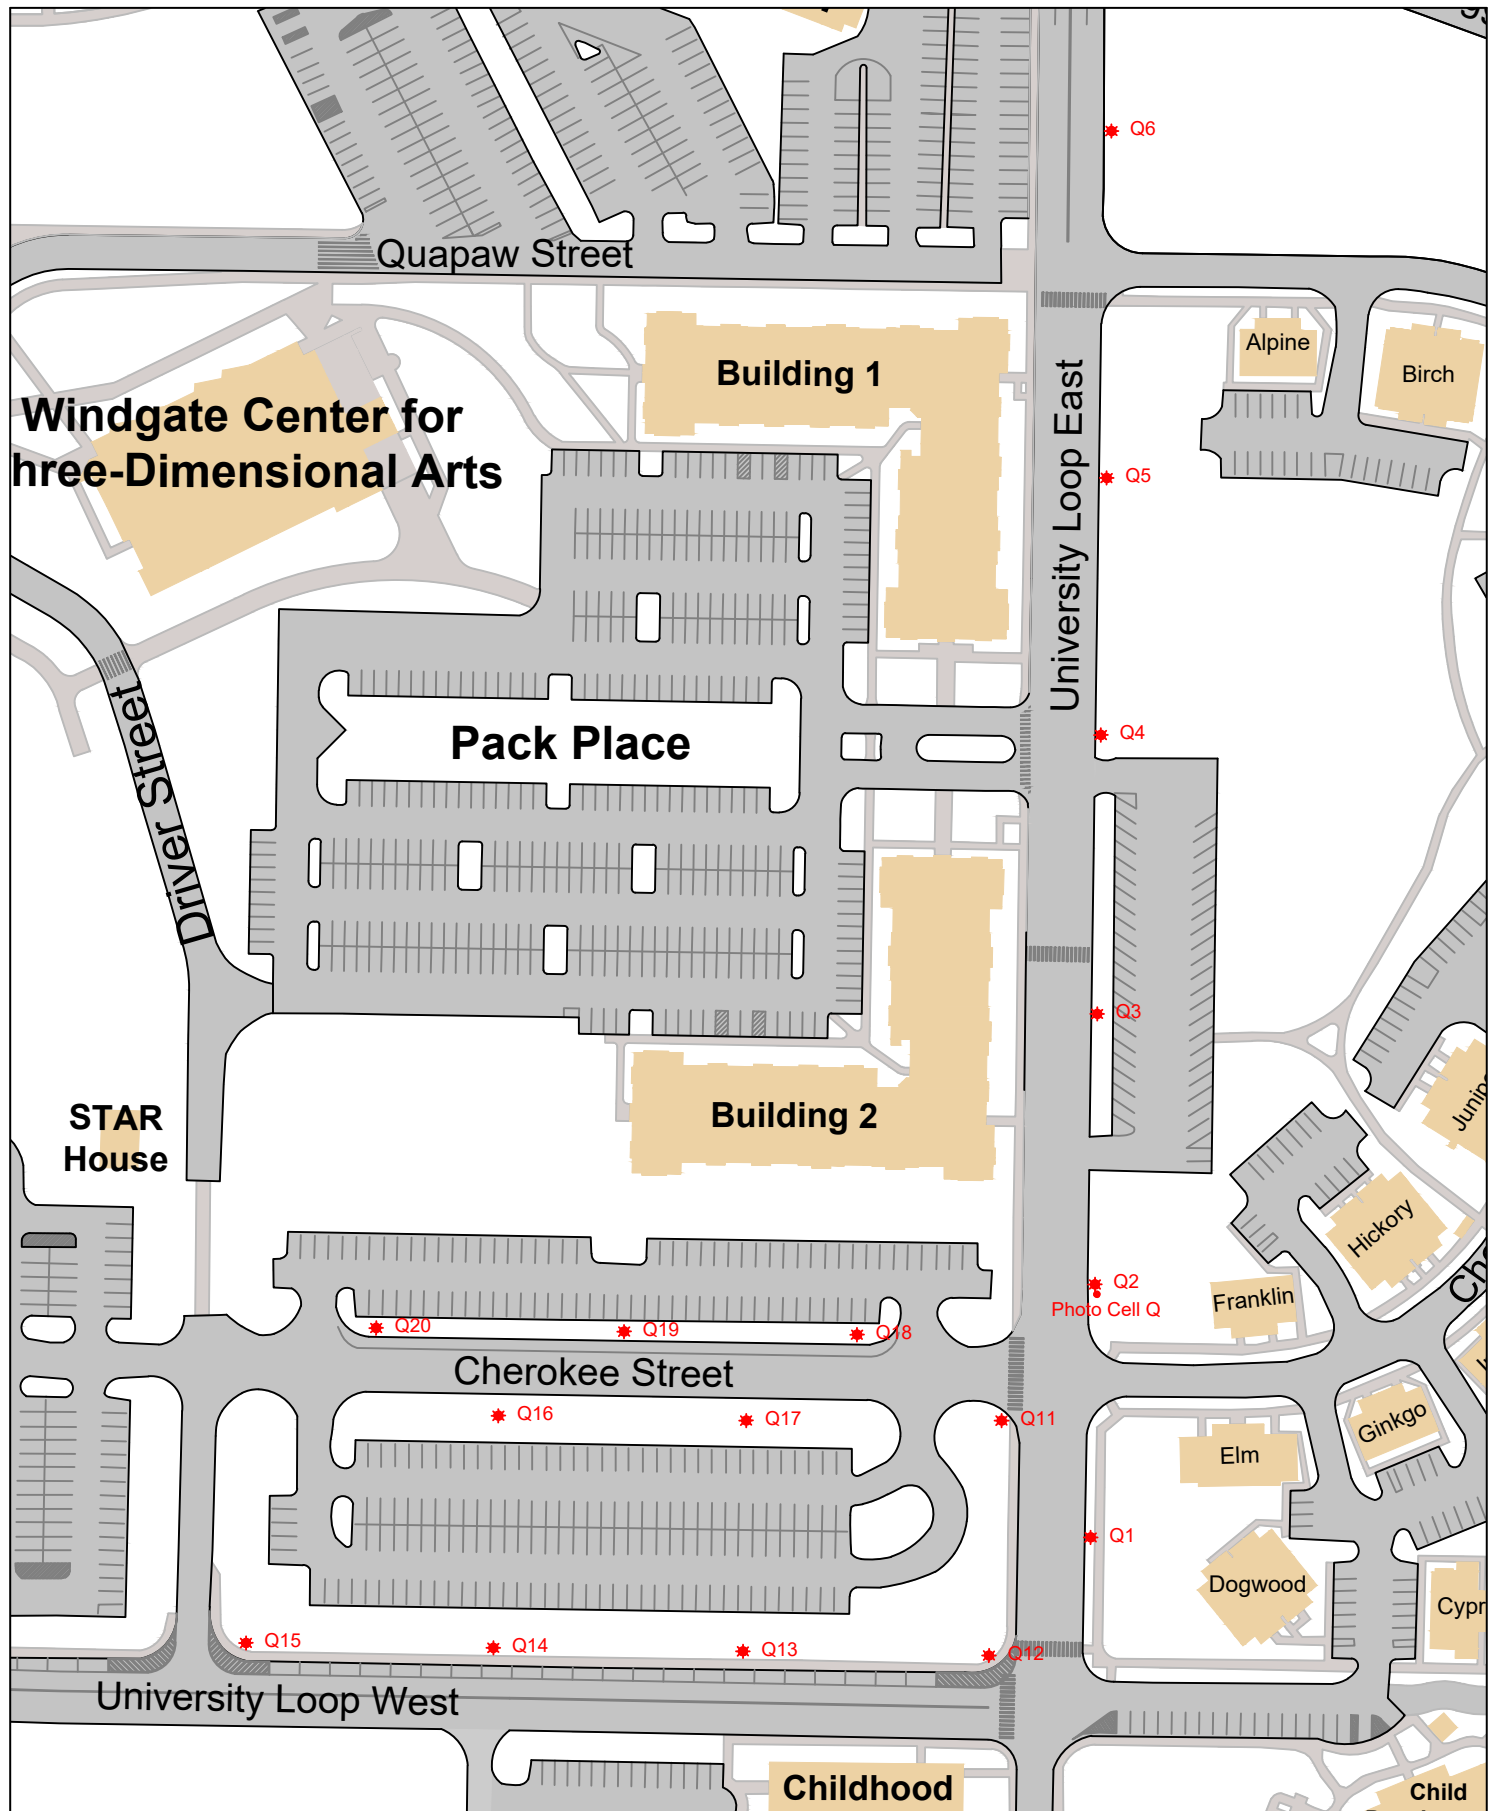 Q6
Quapaw Street
Alpine
Building 1
Birch
Windgate Center for
hree-Dimensional Arts
University Loop East
Q5
Driver Street
Pack Place
Q4
Q3
STAR
House
Building 2
Hickory
Q2
Photo Cell Q
Franklin
Q20
Q19
Q18
Cherokee Street
Q16
Q17
Q11
Ginkgo
Elm
Q1
Dogwood
Cypr
Q15
Q14
Q13
Q12
University Loop West
Childhood
Child